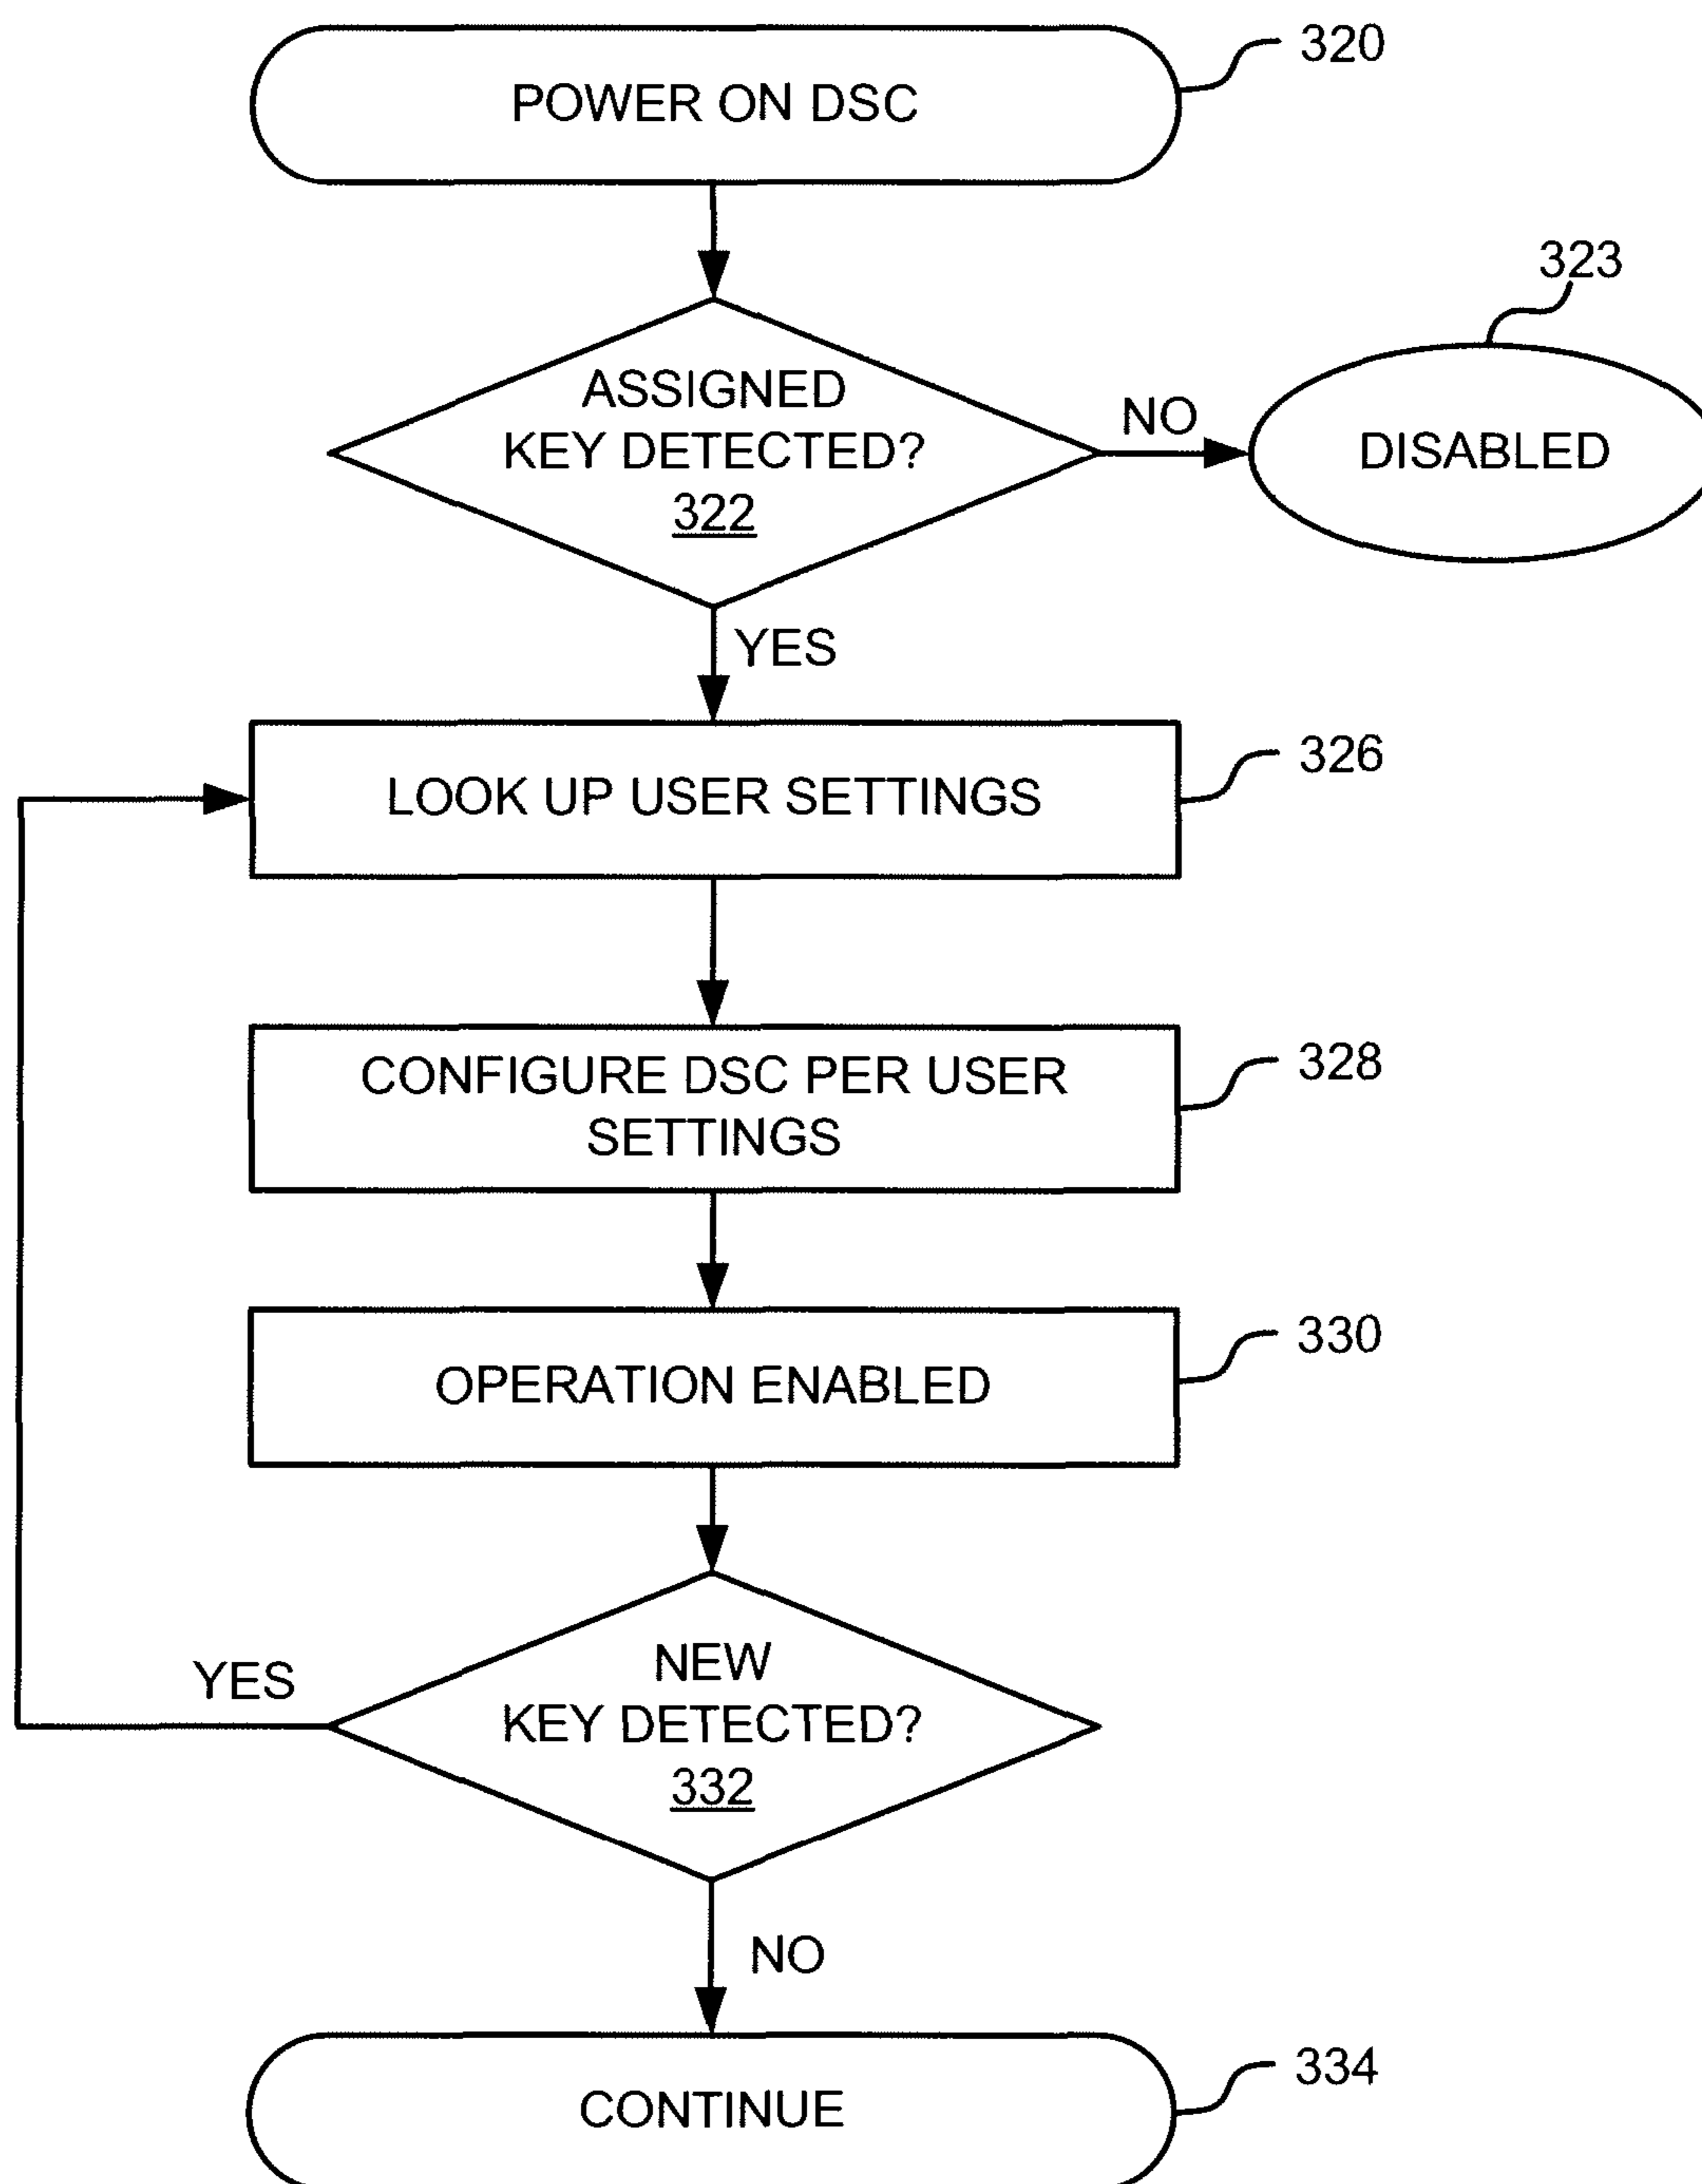 320
POWER ON DSC
323
ASSIGNED
KEY DETECTED?
322
NO
DISABLED
YES
326
LOOK UP USER SETTINGS
328
CONFIGURE DSC PER USER
SETTINGS
330
OPERATION ENABLED
NEW
KEY DETECTED?
332
YES
NO
334
CONTINUE